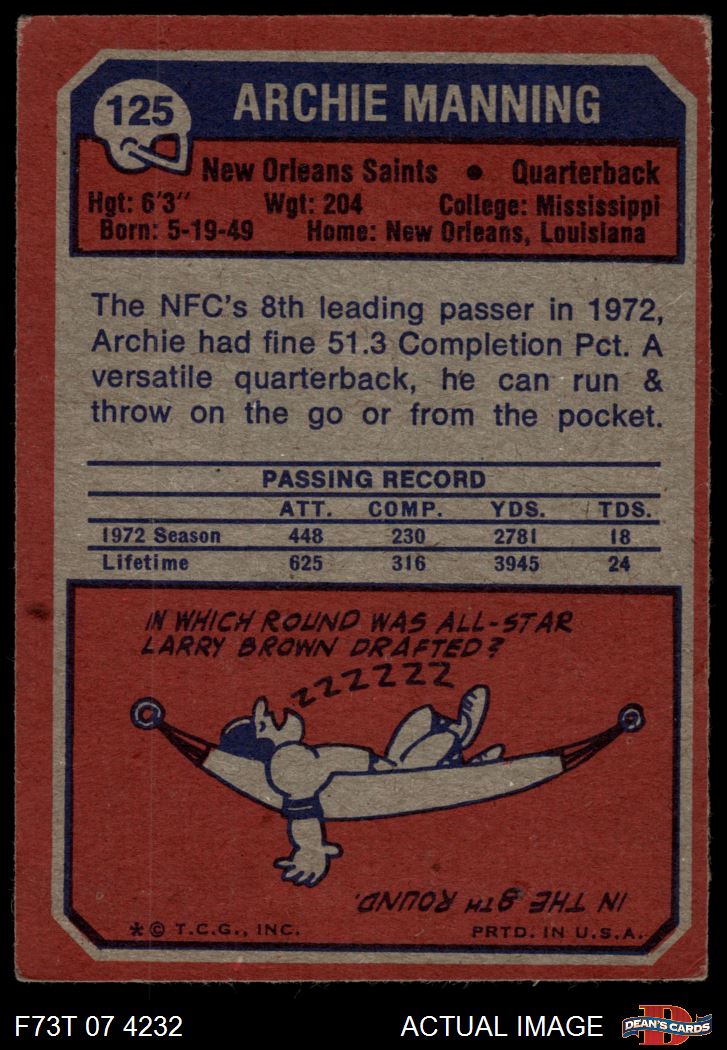 125
ARCHIE MANNING
New Orleans Saints • Quarterback
Hgt: 6'3" Wgt: 204 College: Mississippi
Born: 5-19-49 Home: New Orleans, Louisiana
The NFC's 8th leading passer in 1972,
Archie had fine 51.3 Completion Pct. A
versatile quarterback, he can run &
throw on the go or from the pocket.
PASSING RECORD
ATT. COMP. YDS. TDS.
1972 Season 448 230 2781 18
Lifetime 625 316 3945 24
IN WHICH ROUND WAS ALL-STAR
LARRY BROWN DRAFTED?
ZZZZZZZ
IN THE 8TH ROUND.
*© T.C.G., INC. PRTD. IN U.S.A.
F73T 07 4232 ACTUAL IMAGE
D
DEAN'S CARDS